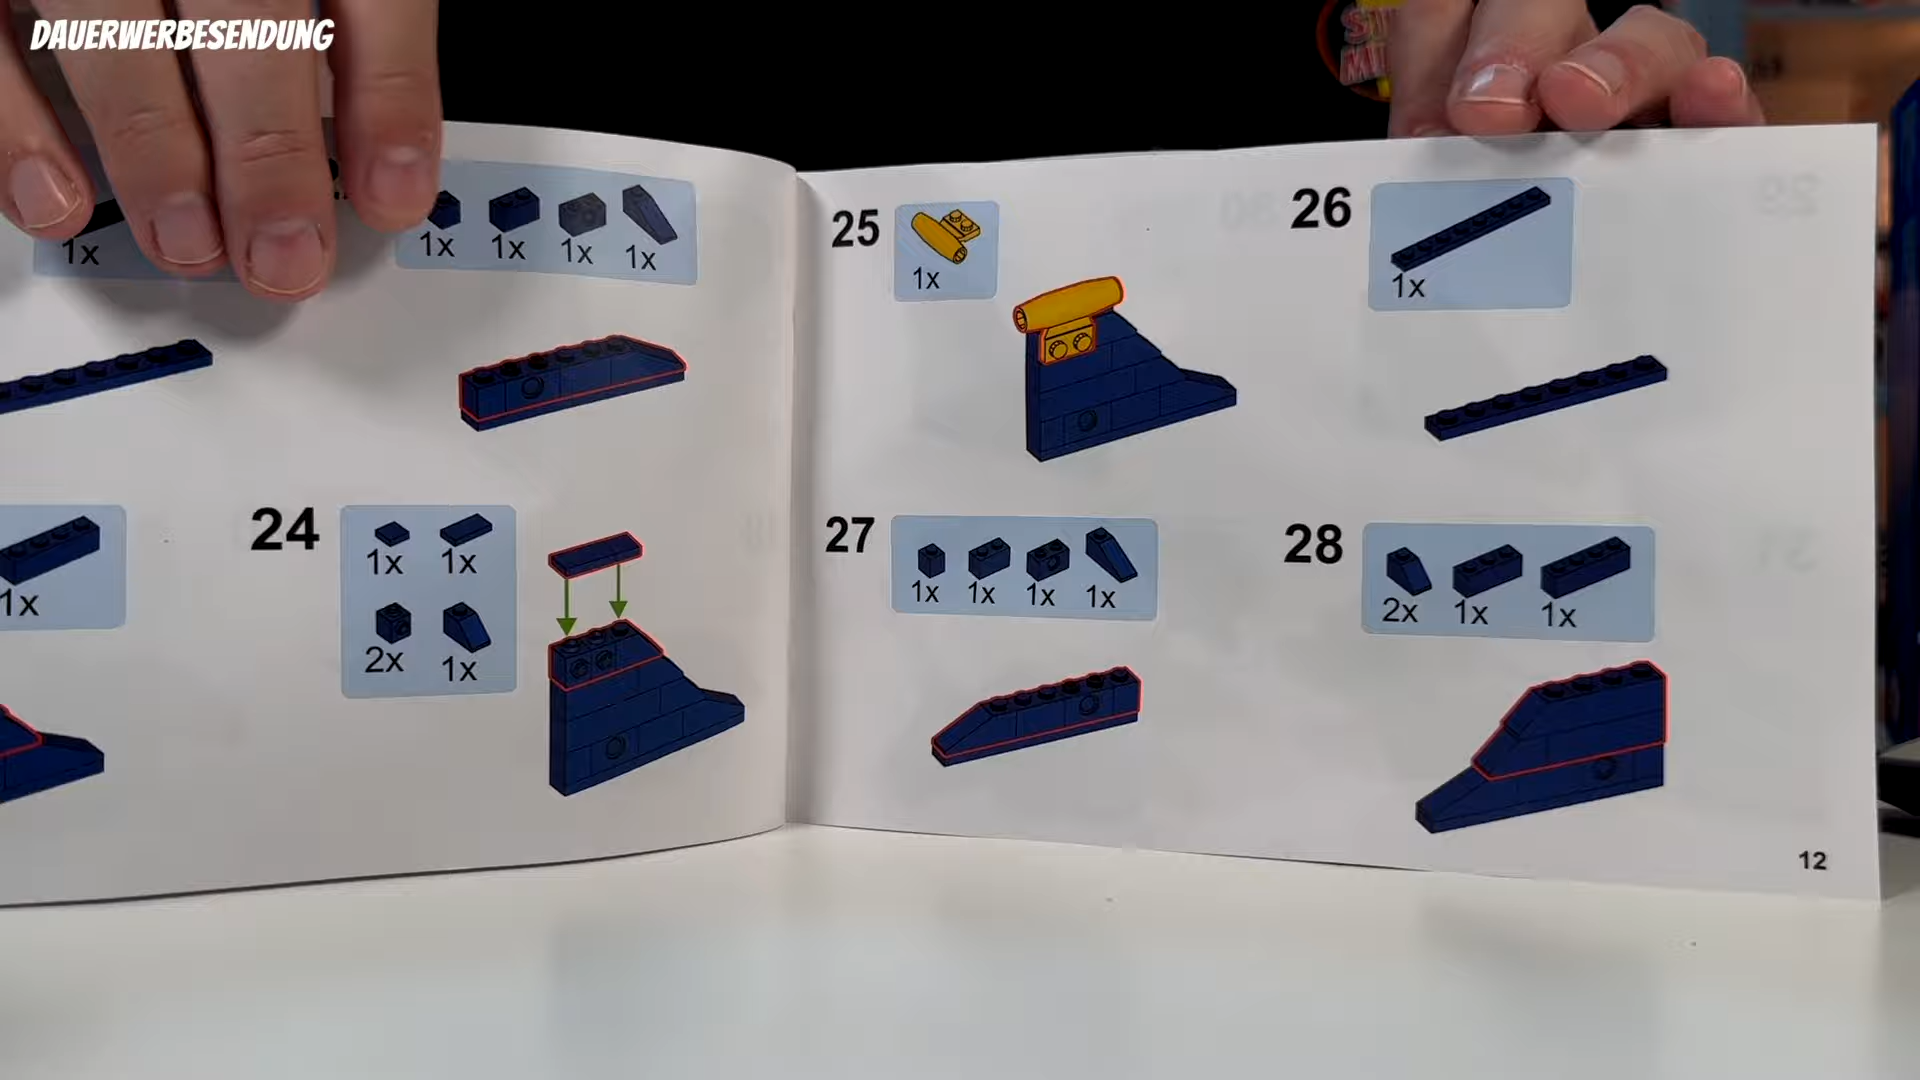 DAUERWERBESENDUNG
1x
1x 1x 1x 1x
1x
24
1x 1x
2x 1x
25
1x
26
1x
27
1x 1x 1x 1x
28
2x 1x 1x
12